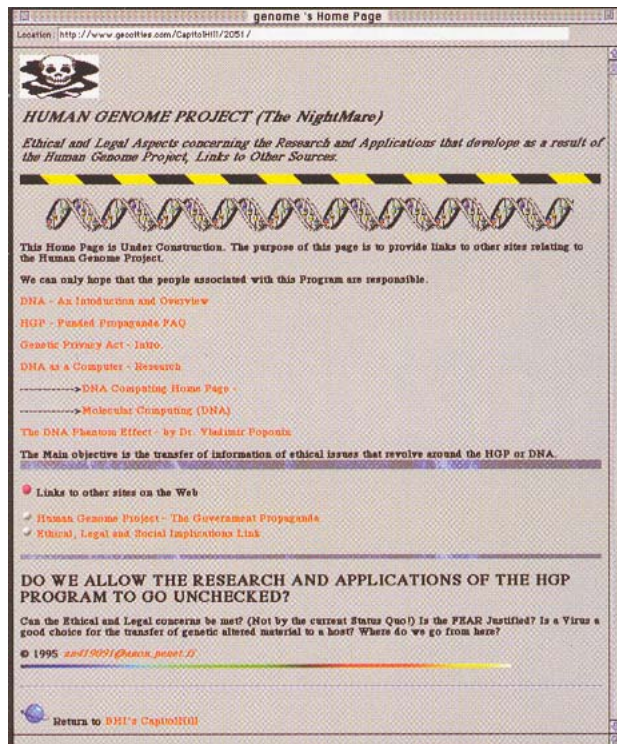 genome 's Home Page
Location: http://www.geocities.com/CapitolHill/2051/
HUMAN GENOME PROJECT (The NightMare)
Ethical and Legal Aspects concerning the Research and Applications that develope as a result of
the Human Genome Project, Links to Other Sources.
This Home Page is Under Construction. The purpose of this page is to provide links to other sites relating to
the Human Genome Project.
We can only hope that the people associated with this Program are responsible.
DNA - An Intoduction and Overview
HGP - Funded Propaganda FAQ
Genetic Privacy Act - Intro.
DNA as a Computer - Research
----------->DNA Computing Home Page -
----------->Molecular Computing (DNA)
The DNA Phantom Effect - by Dr. Vladimir Poponin
The Main objective is the transfer of information of ethical issues that revolve around the HGP or DNA.
Links to other sites on the Web
Human Genome Project - The Government Propaganda
Ethical, Legal and Social Implications Link
DO WE ALLOW THE RESEARCH AND APPLICATIONS OF THE HGP
PROGRAM TO GO UNCHECKED?
Can the Ethical and Legal concerns be met? (Not by the current Status Quo!) Is the FEAR Justified? Is a Virus a
good choice for the transfer of genetic altered material to a host? Where do we go from here?
© 1995 an419091@anon.penet.fi
Return to BHI's CapitolHill